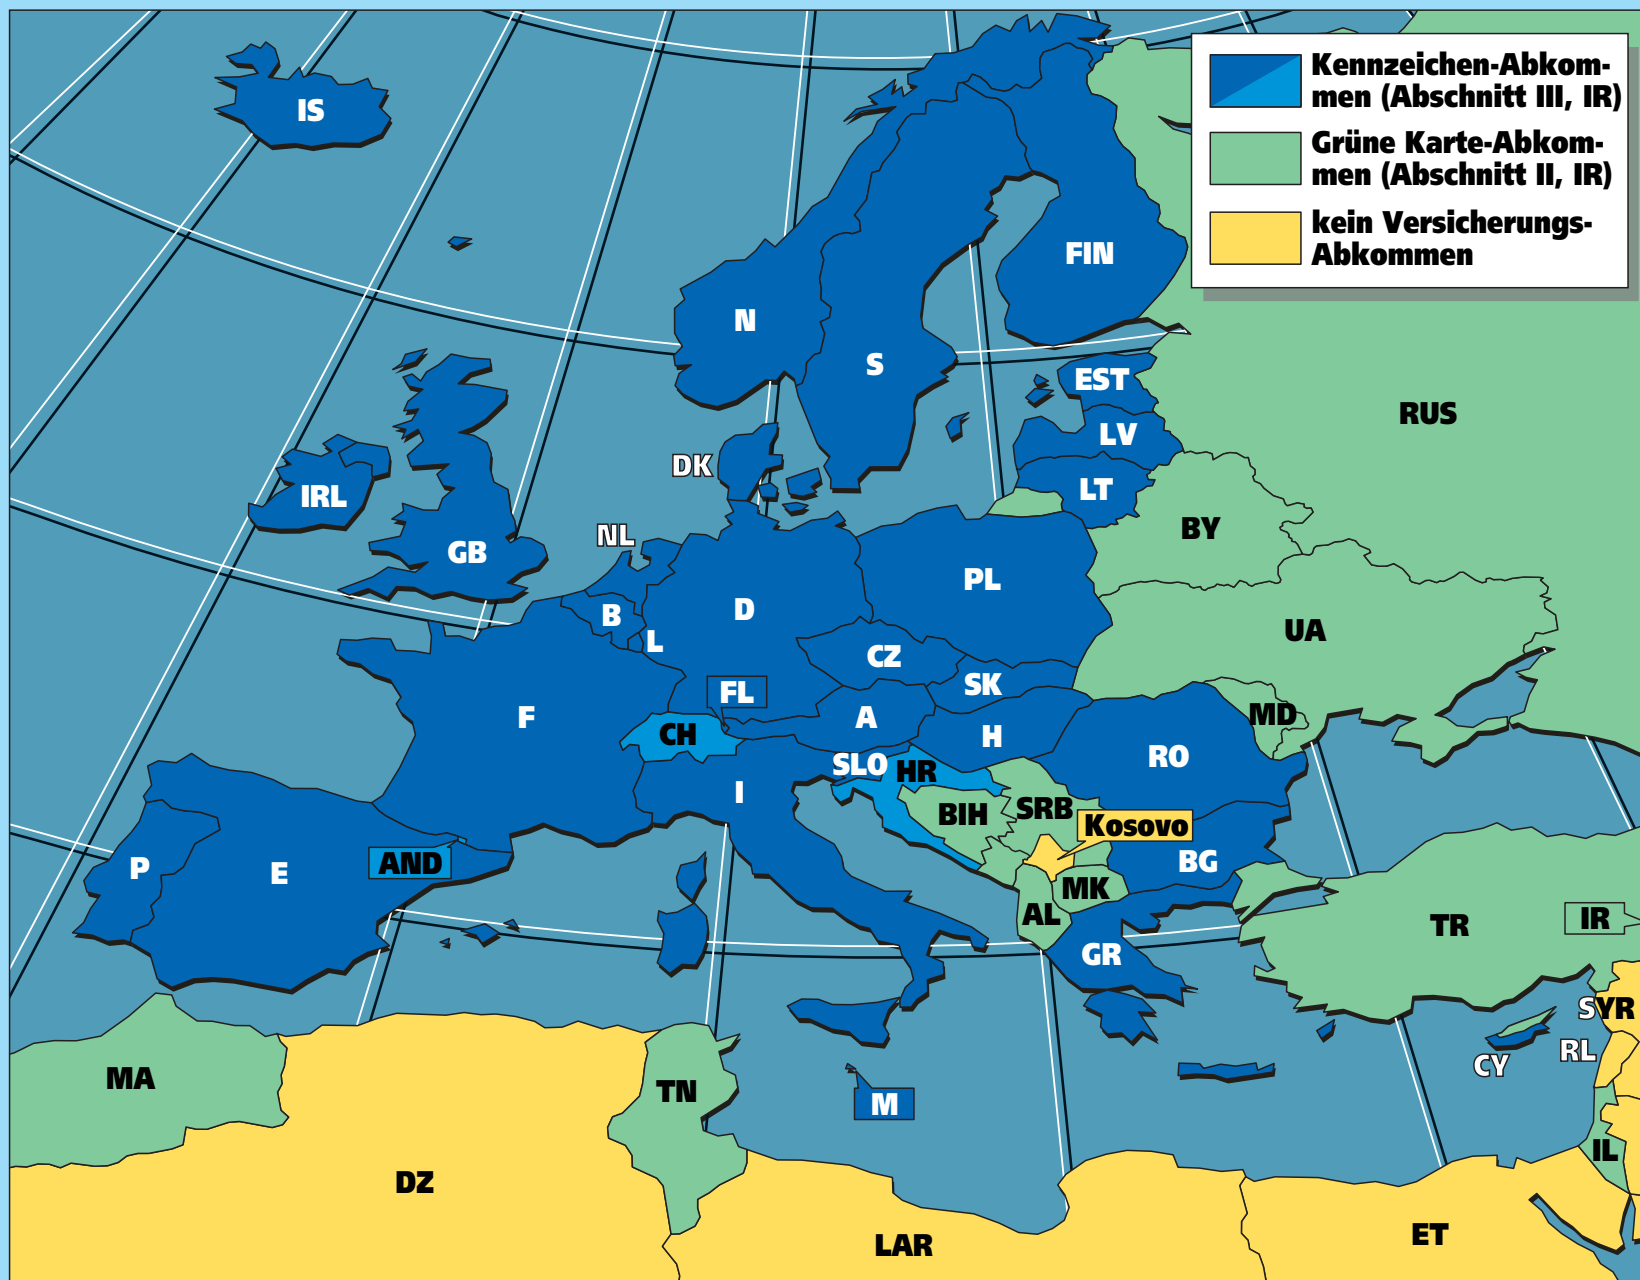 Kennzeichen-Abkom-
men (Abschnitt III, IR)
Grüne Karte-Abkom-
men (Abschnitt II, IR)
kein Versicherungs-
Abkommen
IS
FIN
N
S
EST
RUS
LV
DK
LT
IRL
BY
NL
GB
PL
D
B
UA
L
CZ
SK
FL
F
A
MD
CH
H
RO
SLO
HR
I
SRB
BIH
Kosovo
P
E
AND
BG
MK
AL
TR
IR
GR
SYR
RL
CY
MA
TN
M
IL
DZ
ET
LAR